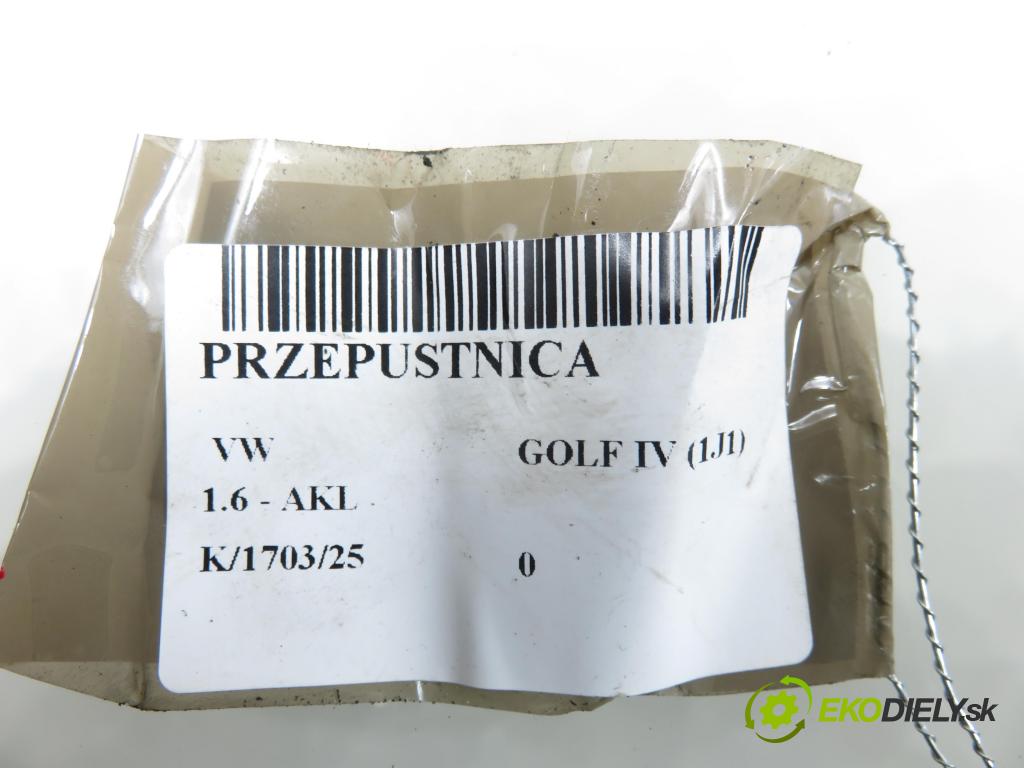 PRZEPUSTNICA
VW GOLF IV (1J1)
1.6 - AKL
K/1703/25 0
EKODIELY.sk